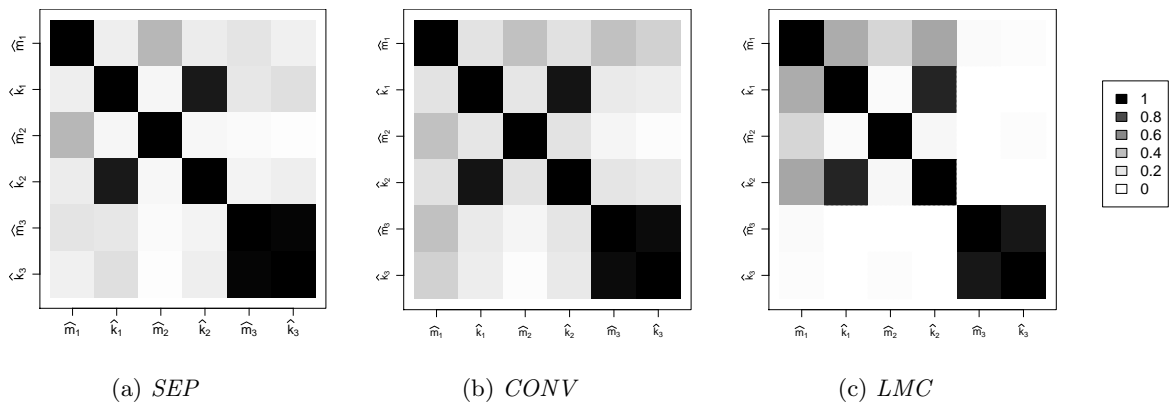 m̂₁
k̂₁
m̂₂
k̂₂
m̂₃
k̂₃
m̂₁ k̂₁ m̂₂ k̂₂ m̂₃ k̂₃
(a) SEP
m̂₁
k̂₁
m̂₂
k̂₂
m̂₃
k̂₃
m̂₁ k̂₁ m̂₂ k̂₂ m̂₃ k̂₃
(b) CONV
m̂₁
k̂₁
m̂₂
k̂₂
m̂₃
k̂₃
m̂₁ k̂₁ m̂₂ k̂₂ m̂₃ k̂₃
(c) LMC
1
0.8
0.6
0.4
0.2
0